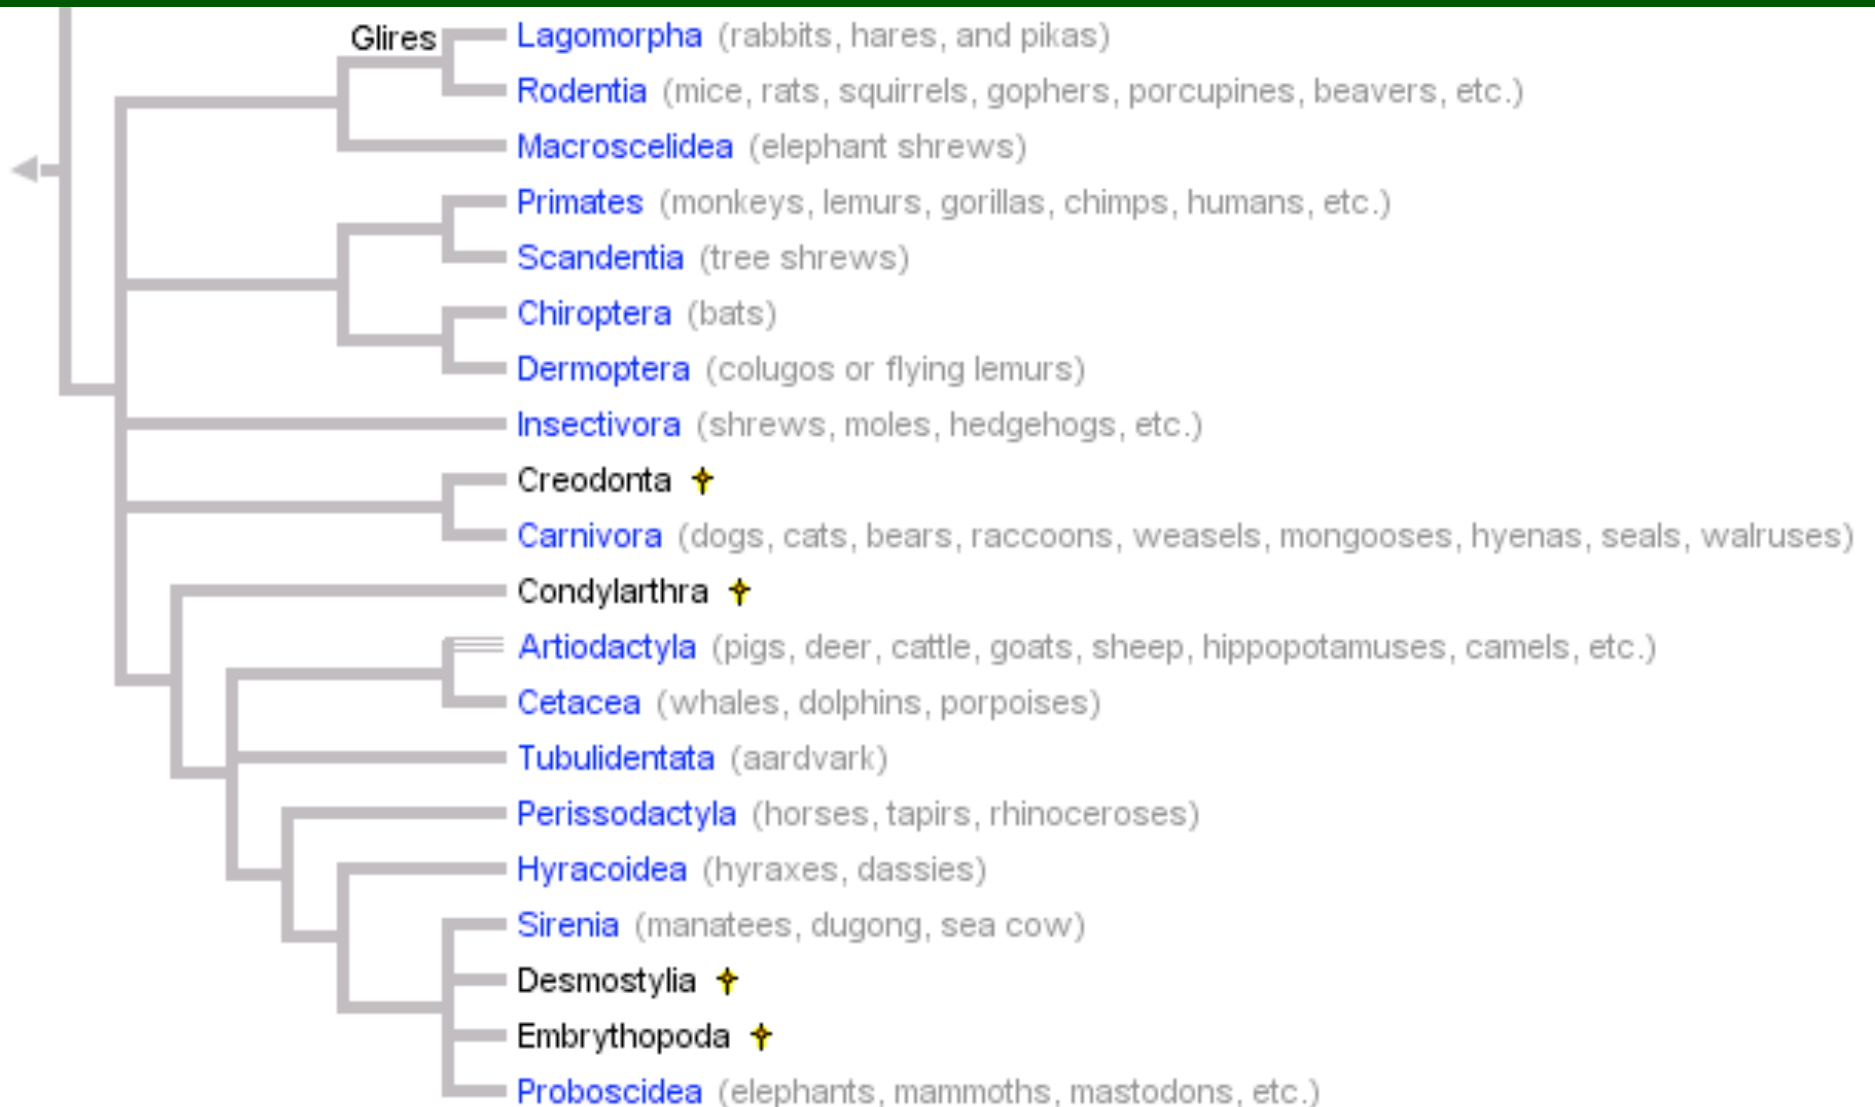 Glires
Lagomorpha (rabbits, hares, and pikas)
Rodentia (mice, rats, squirrels, gophers, porcupines, beavers, etc.)
Macroscelidea (elephant shrews)
Primates (monkeys, lemurs, gorillas, chimps, humans, etc.)
Scandentia (tree shrews)
Chiroptera (bats)
Dermoptera (colugos or flying lemurs)
Insectivora (shrews, moles, hedgehogs, etc.)
Creodonta
Carnivora (dogs, cats, bears, raccoons, weasels, mongooses, hyenas, seals, walruses)
Condylarthra
Artiodactyla (pigs, deer, cattle, goats, sheep, hippopotamuses, camels, etc.)
Cetacea (whales, dolphins, porpoises)
Tubulidentata (aardvark)
Perissodactyla (horses, tapirs, rhinoceroses)
Hyracoidea (hyraxes, dassies)
Sirenia (manatees, dugong, sea cow)
Desmostylia
Embrythopoda
Proboscidea (elephants, mammoths, mastodons, etc.)